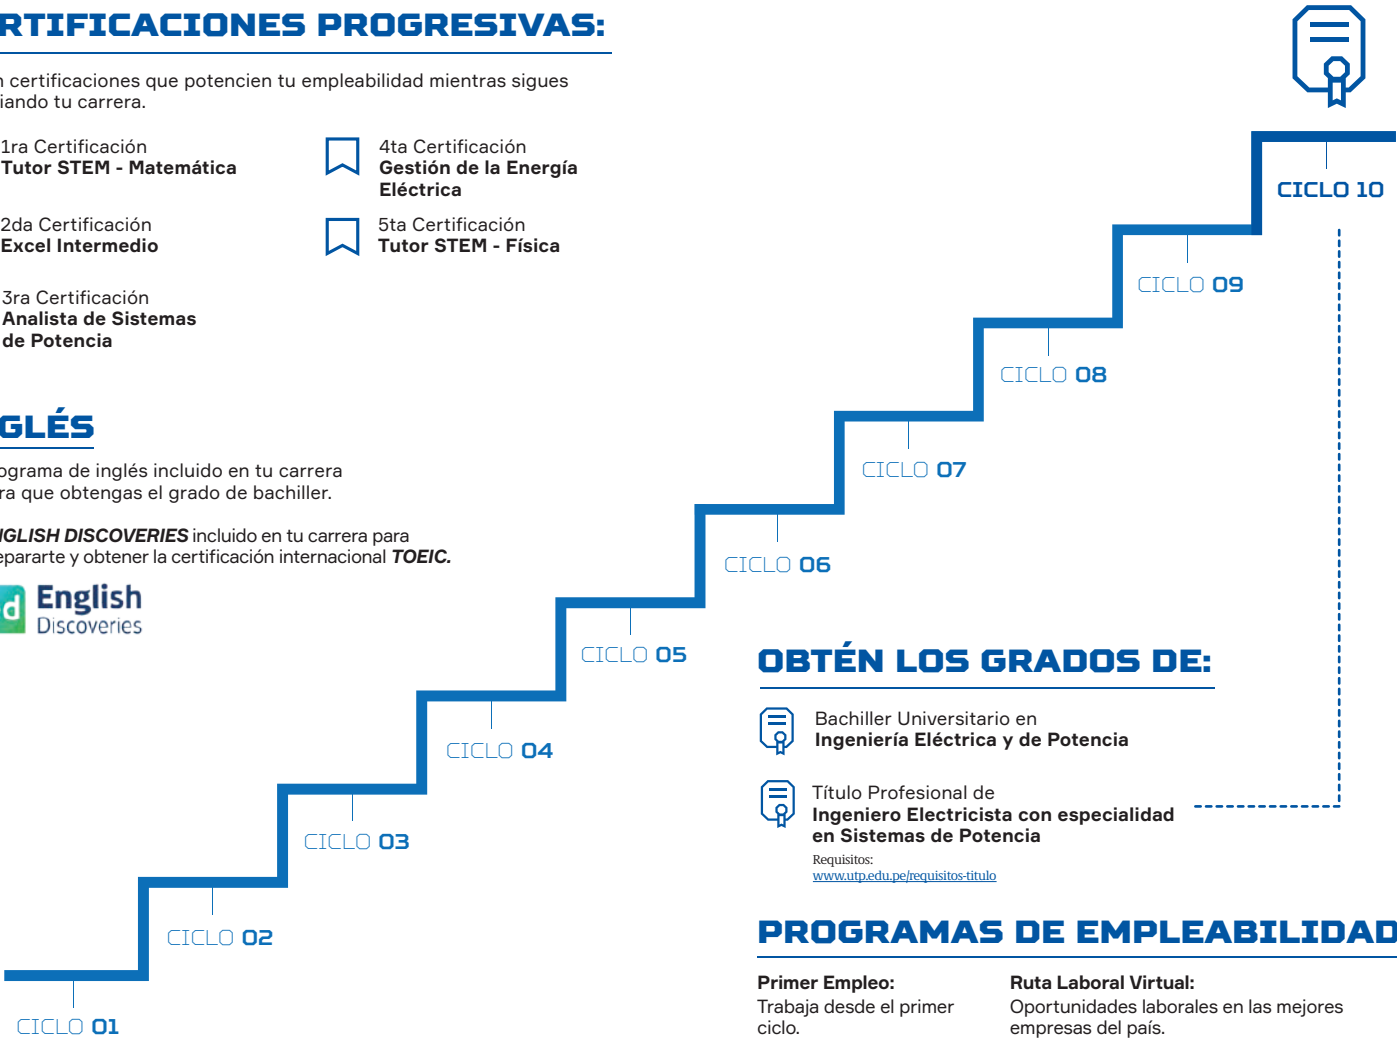 RTIFICACIONES PROGRESIVAS:
n certificaciones que potencien tu empleabilidad mientras sigues
iando tu carrera.
1ra Certificación
Tutor STEM - Matemática
2da Certificación
Excel Intermedio
3ra Certificación
Analista de Sistemas
de Potencia
4ta Certificación
Gestión de la Energía
Eléctrica
5ta Certificación
Tutor STEM - Física
GLÉS
ograma de inglés incluido en tu carrera
ra que obtengas el grado de bachiller.
NGLISH DISCOVERIES incluido en tu carrera para
epararte y obtener la certificación internacional TOEIC.
d English
Discoveries
CICLO 10
CICLO 09
CICLO 08
CICLO 07
CICLO 06
CICLO 05
CICLO 04
CICLO 03
CICLO 02
CICLO 01
OBTÉN LOS GRADOS DE:
Bachiller Universitario en
Ingeniería Eléctrica y de Potencia
Título Profesional de
Ingeniero Electricista con especialidad
en Sistemas de Potencia
Requisitos:
www.utp.edu.pe/requisitos-titulo
PROGRAMAS DE EMPLEABILIDAD
Primer Empleo:
Trabaja desde el primer
ciclo.
Ruta Laboral Virtual:
Oportunidades laborales en las mejores
empresas del país.